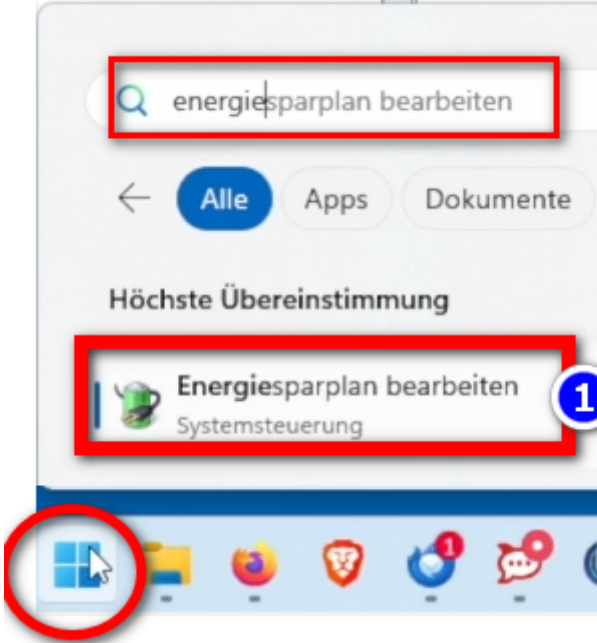 energiesparplan bearbeiten
Alle Apps Dokumente
Höchste Übereinstimmung
Energiesparplan bearbeiten
1
Systemsteuerung
1